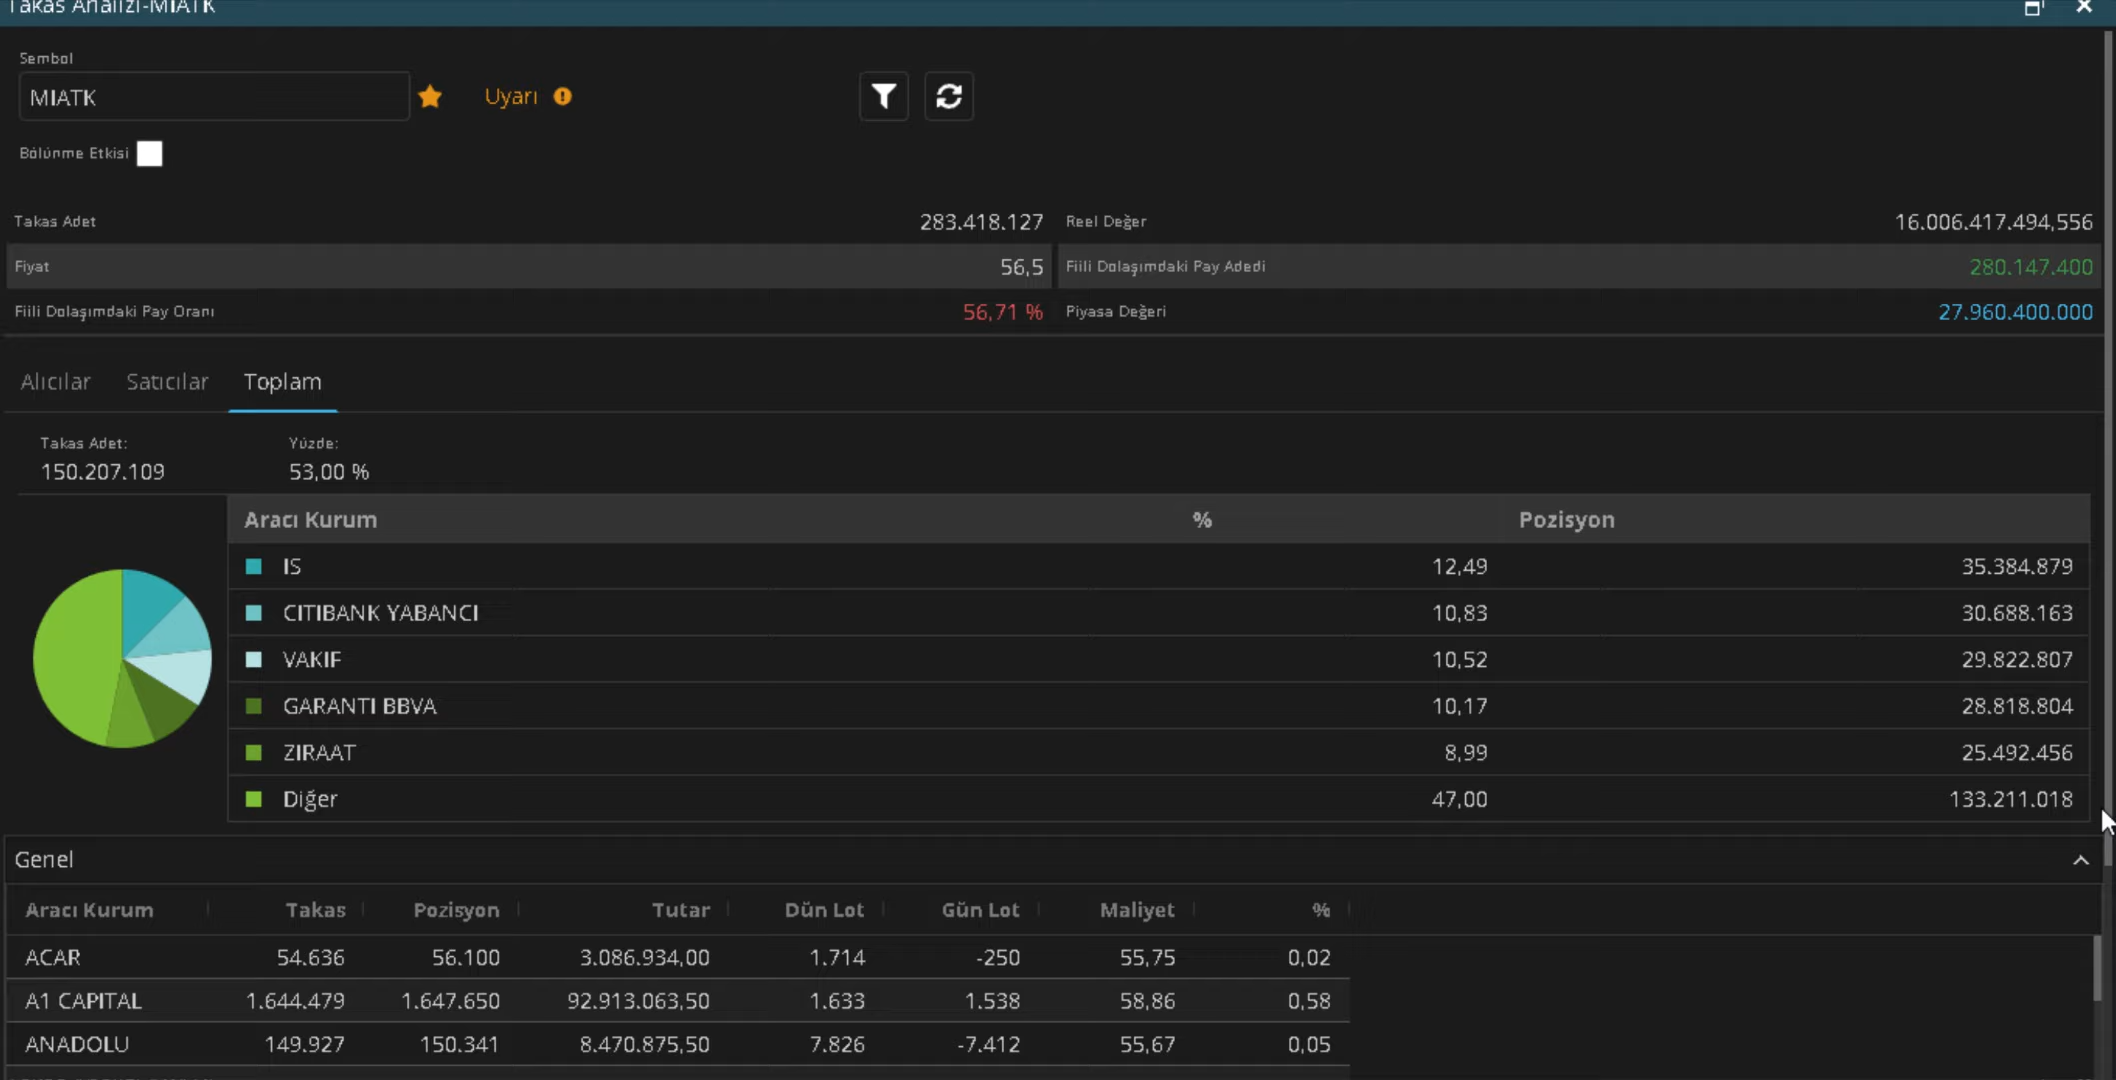 Takas Analizi-MIATK
Sembol
MIATK
Uyarı
Bölünme Etkisi
Takas Adet 283.418.127 Reel Değer 16.006.417.494,556
Fiyat 56,5 Fiili Dolaşımdaki Pay Adedi 280.147.400
Fiili Dolaşımdaki Pay Oranı 56,71 % Piyasa Değeri 27.960.400.000
Alıcılar Satıcılar Toplam
Takas Adet: Yüzde:
150.207.109 53,00 %
Aracı Kurum % Pozisyon
IS 12,49 35.384.879
CITIBANK YABANCI 10,83 30.688.163
VAKIF 10,52 29.822.807
GARANTI BBVA 10,17 28.818.804
ZIRAAT 8,99 25.492.456
Diğer 47,00 133.211.018
Genel
Aracı Kurum Takas Pozisyon Tutar Dün Lot Gün Lot Maliyet %
ACAR 54.636 56.100 3.086.934,00 1.714 -250 55,75 0,02
A1 CAPITAL 1.644.479 1.647.650 92.913.063,50 1.633 1.538 58,86 0,58
ANADOLU 149.927 150.341 8.470.875,50 7.826 -7.412 55,67 0,05